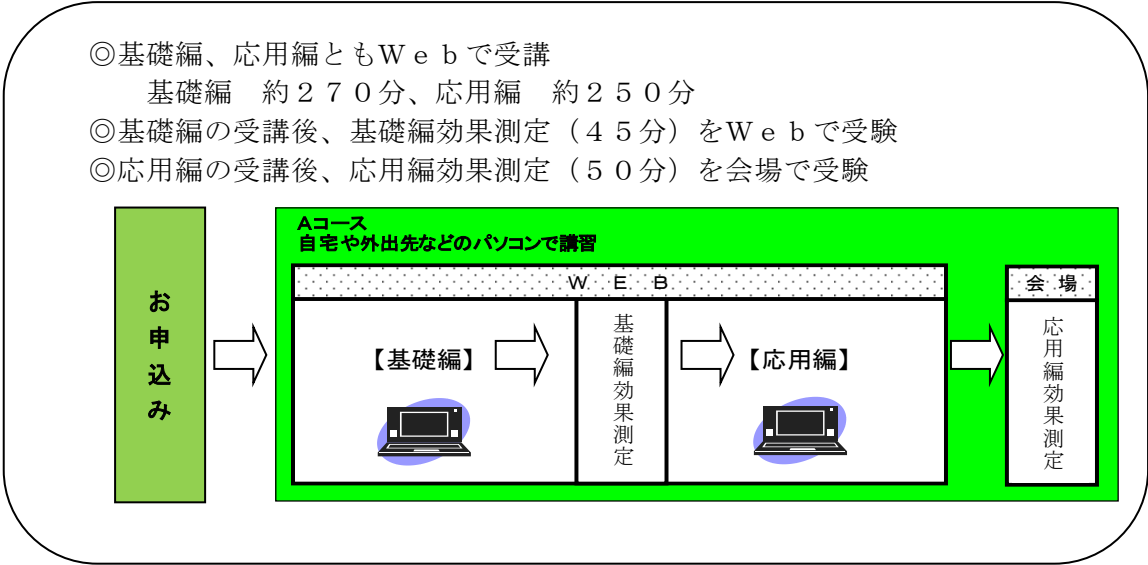 ◎基礎編、応用編ともWebで受講
基礎編　約270分、応用編　約250分
◎基礎編の受講後、基礎編効果測定（45分）をWebで受験
◎応用編の受講後、応用編効果測定（50分）を会場で受験
お申込み
Aコース
自宅や外出先などのパソコンで講習
WEB
【基礎編】
基礎編効果測定
【応用編】
会場
応用編効果測定